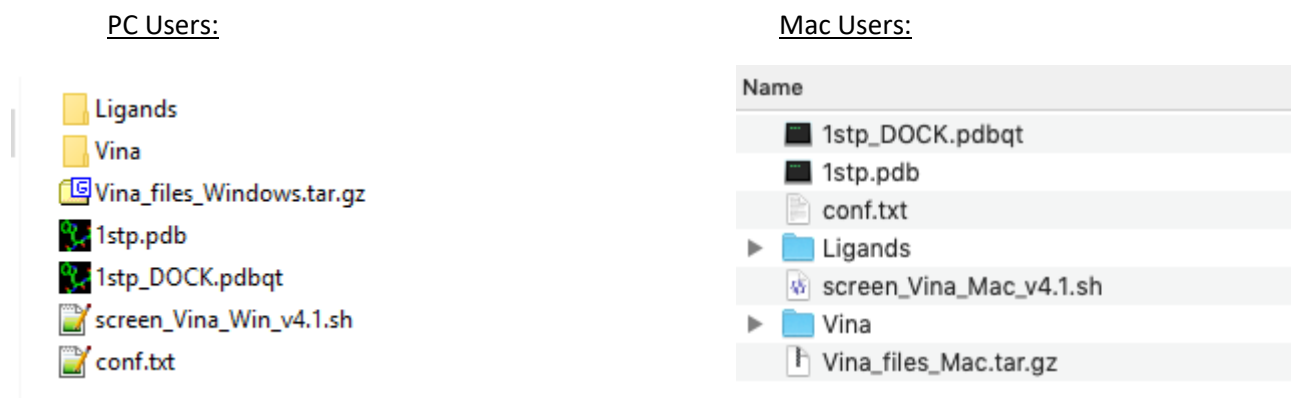 PC Users:
Ligands
Vina
Vina_files_Windows.tar.gz
1stp.pdb
1stp_DOCK.pdbqt
screen_Vina_Win_v4.1.sh
conf.txt
Mac Users:
Name
1stp_DOCK.pdbqt
1stp.pdb
conf.txt
Ligands
screen_Vina_Mac_v4.1.sh
Vina
Vina_files_Mac.tar.gz